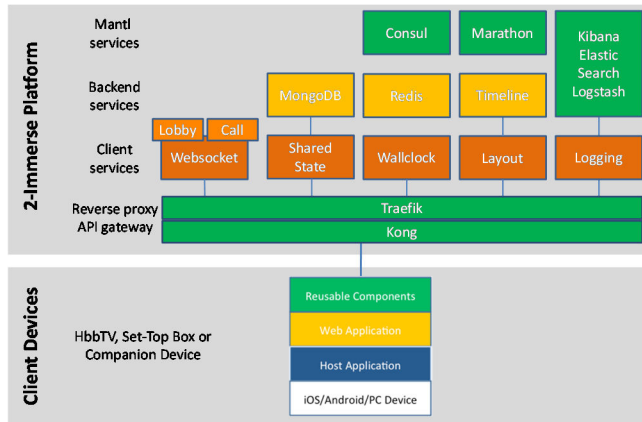 2-Immerse Platform
Mantl
services
Consul
Marathon
Kibana
Elastic
Search
Logstash
Backend
services
MongoDB
Redis
Timeline
Lobby
Call
Client
services
Websocket
Shared
State
Wallclock
Layout
Logging
Reverse proxy
API gateway
Traefik
Kong
Client Devices
HbbTV, Set-Top Box or
Companion Device
Reusable Components
Web Application
Host Application
iOS/Android/PC Device